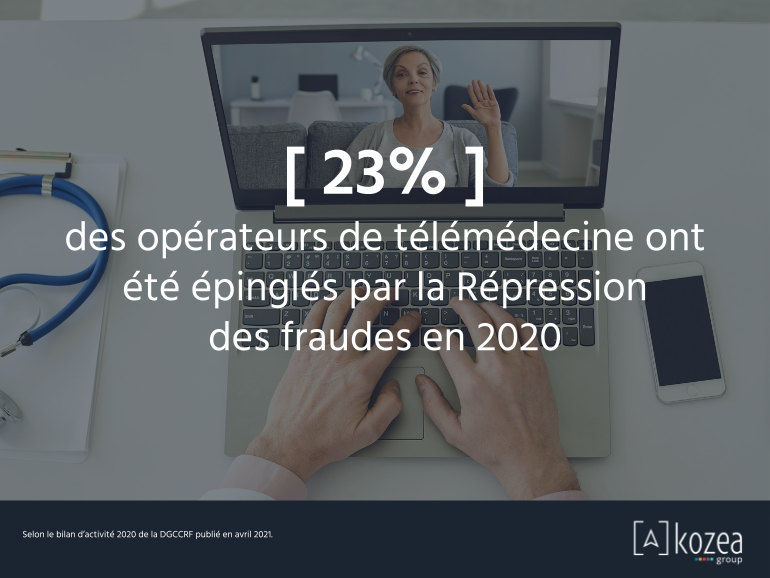 [ 23% ]
des opérateurs de télémédecine ont
été épinglés par la Répression
des fraudes en 2020
Selon le bilan d'activité 2020 de la DGCCRF publié en avril 2021.
[A] kozea
group